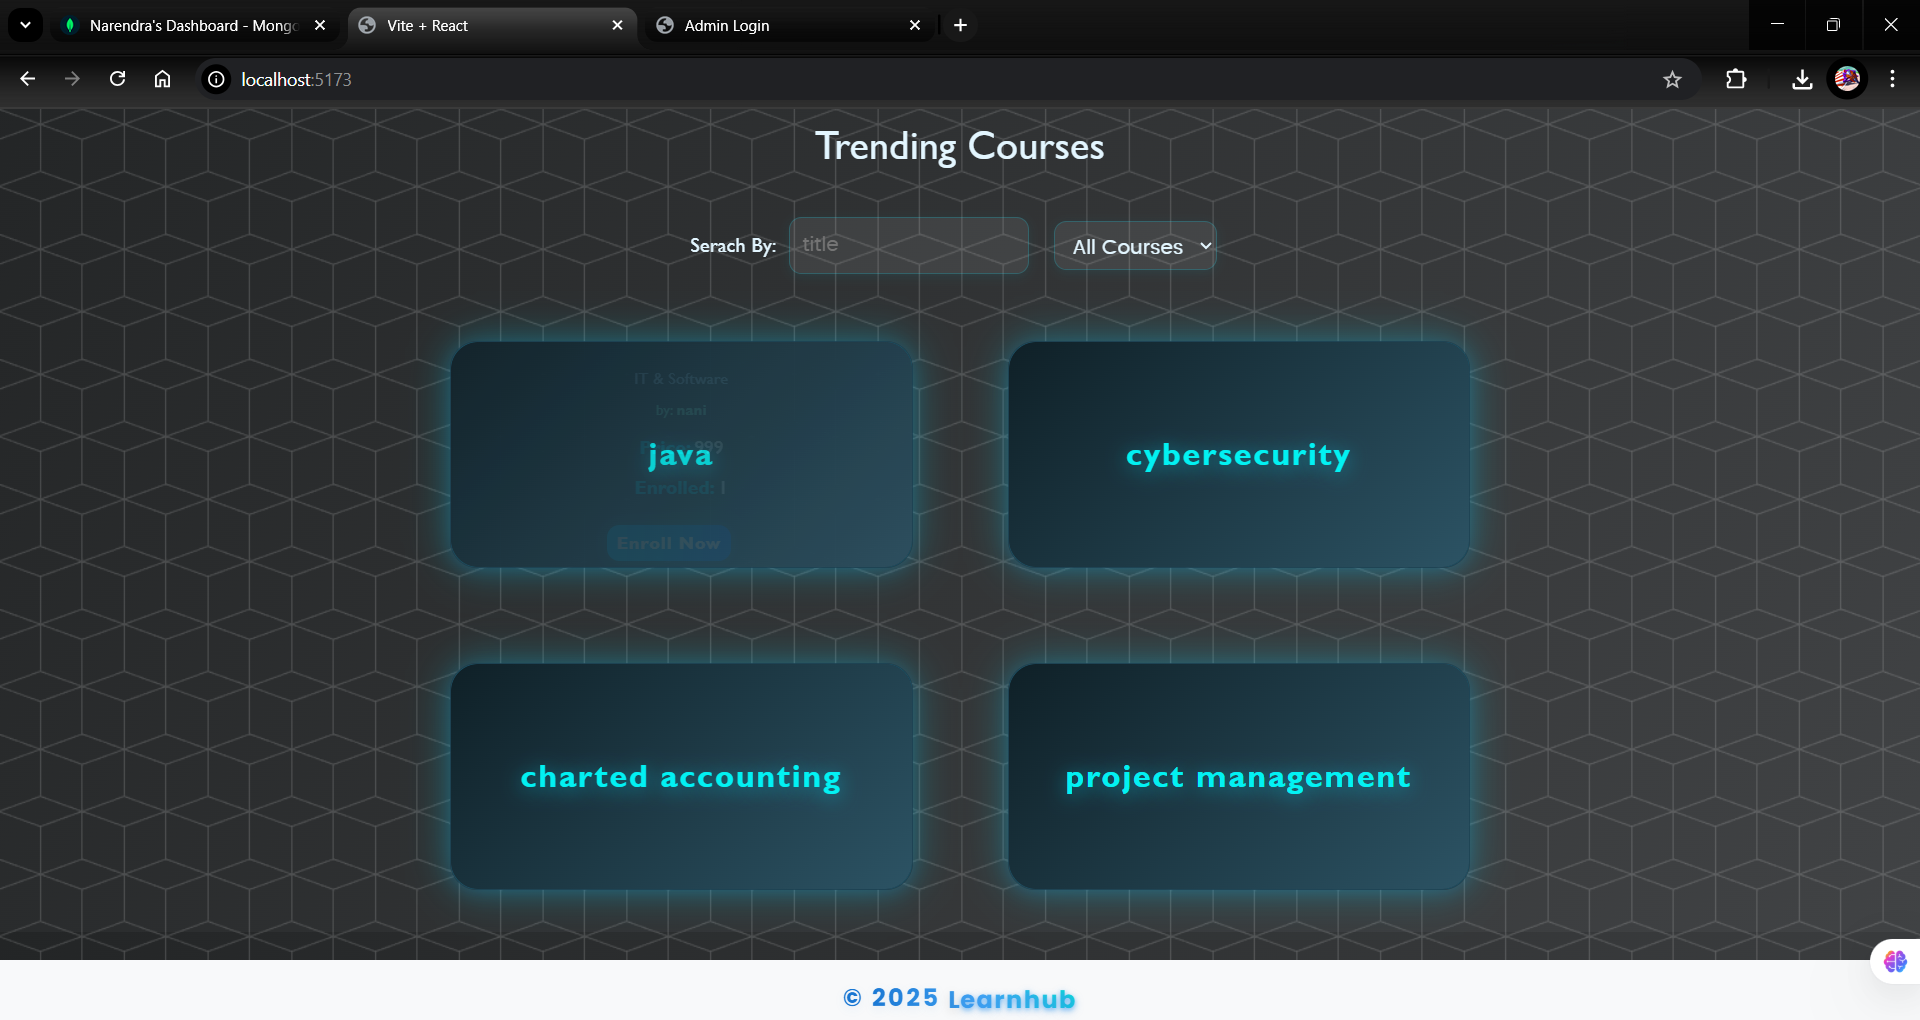 Narendra's Dashboard - Mongo
Vite + React
Admin Login
localhost:5173
Trending Courses
Serach By:
title
All Courses
IT & Software
by: nani
Price: 999
java
Enrolled: 1
Enroll Now
cybersecurity
charted accounting
project management
© 2025 Learnhub